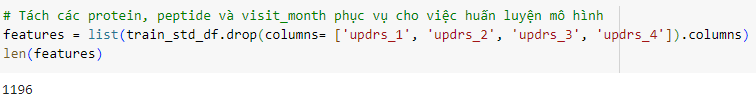 # Tách các protein, peptide và visit_month phục vụ cho việc huấn luyện mô hình
features = list(train_std_df.drop(columns= ['updrs_1', 'updrs_2', 'updrs_3', 'updrs_4']).columns)
len(features)
1196